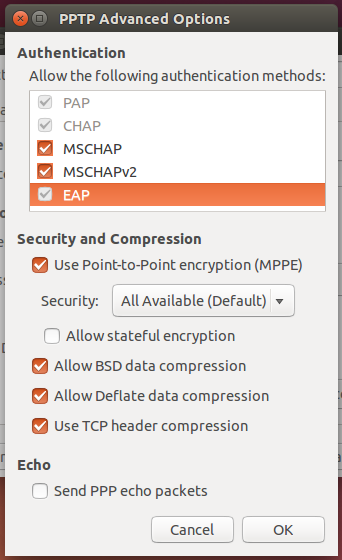 PPTP Advanced Options
Authentication
Allow the following authentication methods:
PAP
CHAP
MSCHAP
MSCHAPv2
EAP
Security and Compression
Use Point-to-Point encryption (MPPE)
Security: All Available (Default)
Allow stateful encryption
Allow BSD data compression
Allow Deflate data compression
Use TCP header compression
Echo
Send PPP echo packets
Cancel OK